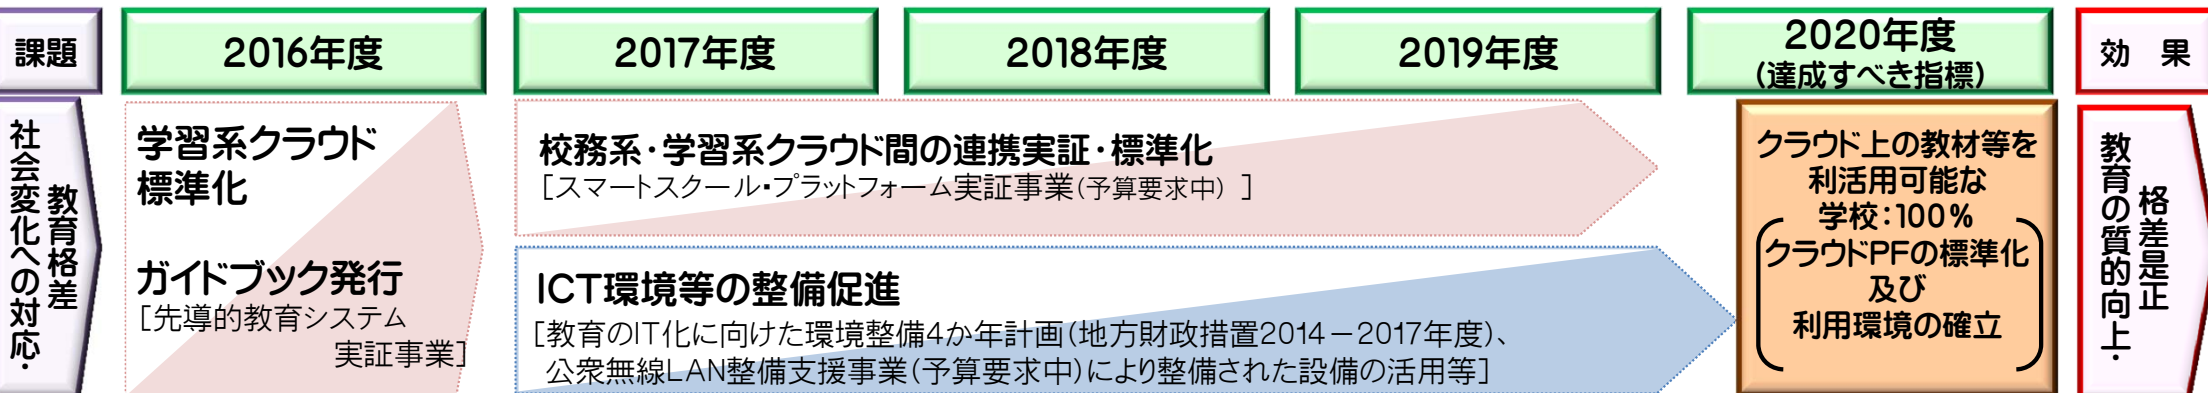 課題
2016年度
2017年度
2018年度
2019年度
2020年度
(達成すべき指標)
効　果
社会変化への対応・
教育格差
学習系クラウド
標準化
ガイドブック発行
[先導的教育システム
実証事業]
校務系・学習系クラウド間の連携実証・標準化
[スマートスクール・プラットフォーム実証事業(予算要求中) ]
ICT環境等の整備促進
[教育のIT化に向けた環境整備4か年計画(地方財政措置2014－2017年度)、
公衆無線LAN整備支援事業(予算要求中)により整備された設備の活用等]
クラウド上の教材等を
利活用可能な
学校：100％
クラウドPFの標準化
及び
利用環境の確立
教育の質的向上・
格差是正